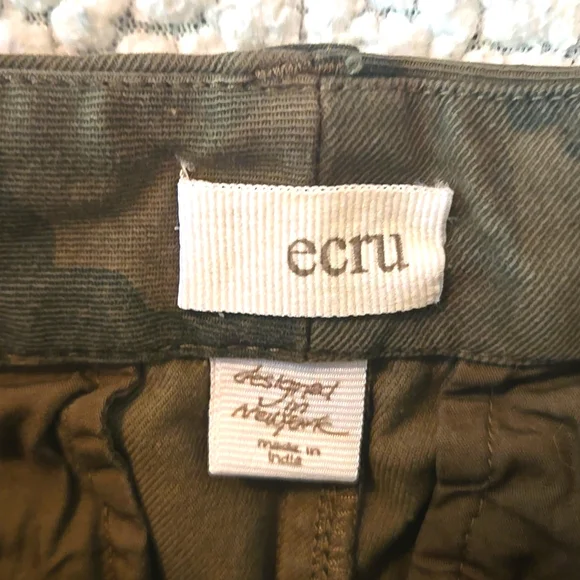 ecru
designed
in
Newyork
made in
India